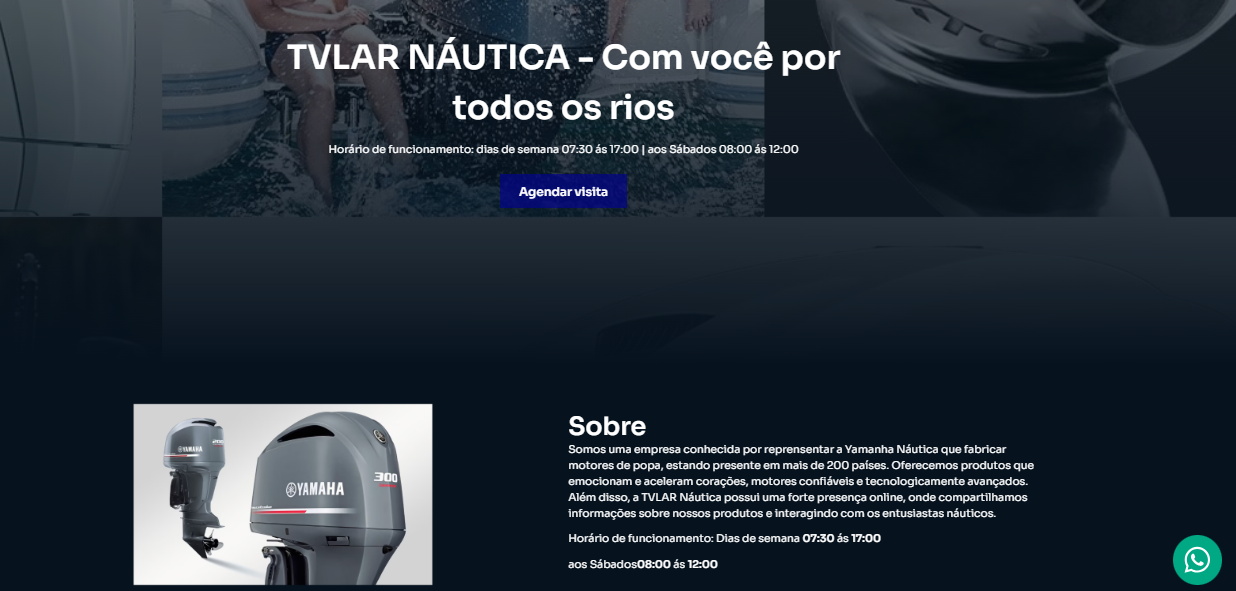 TVLAR NÁUTICA - Com você por
todos os rios
Horário de funcionamento: dias de semana 07:30 ás 17:00 | aos Sábados 08:00 ás 12:00
Agendar visita
Sobre
Somos uma empresa conhecida por reprensentar a Yamanha Náutica que fabricar
motores de popa, estando presente em mais de 200 países. Oferecemos produtos que
emocionam e aceleram corações, motores confiáveis e tecnologicamente avançados.
Além disso, a TVLAR Náutica possui uma forte presença online, onde compartilhamos
informações sobre nossos produtos e interagindo com os entusiastas náuticos.
Horário de funcionamento: Dias de semana 07:30 ás 17:00
aos Sábados08:00 ás 12:00
YAMAHA
300
YAMAHA